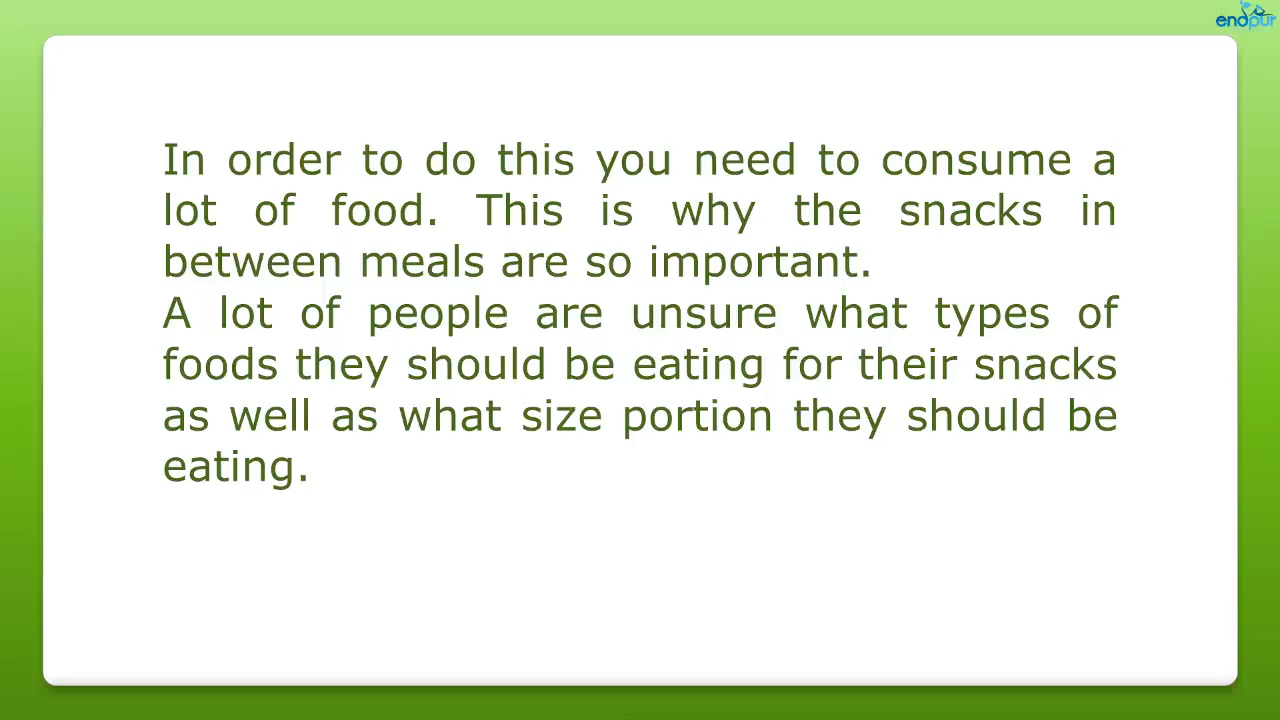 endpur
In order to do this you need to consume a
lot of food. This is why the snacks in
between meals are so important.
A lot of people are unsure what types of
foods they should be eating for their snacks
as well as what size portion they should be
eating.